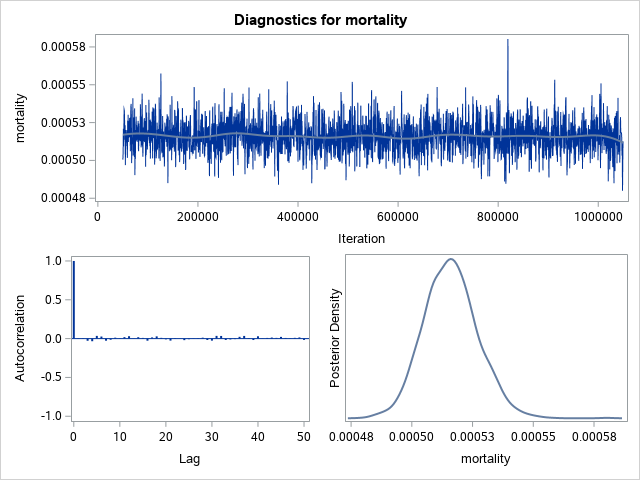 Diagnostics for mortality
0.00058
0.00055
0.00053
0.00050
0.00048
mortality
0 200000 400000 600000 800000 1000000
Iteration
1.0
0.5
0.0
-0.5
-1.0
Autocorrelation
0 10 20 30 40 50
Lag
Posterior Density
0.00048 0.00050 0.00053 0.00055 0.00058
mortality